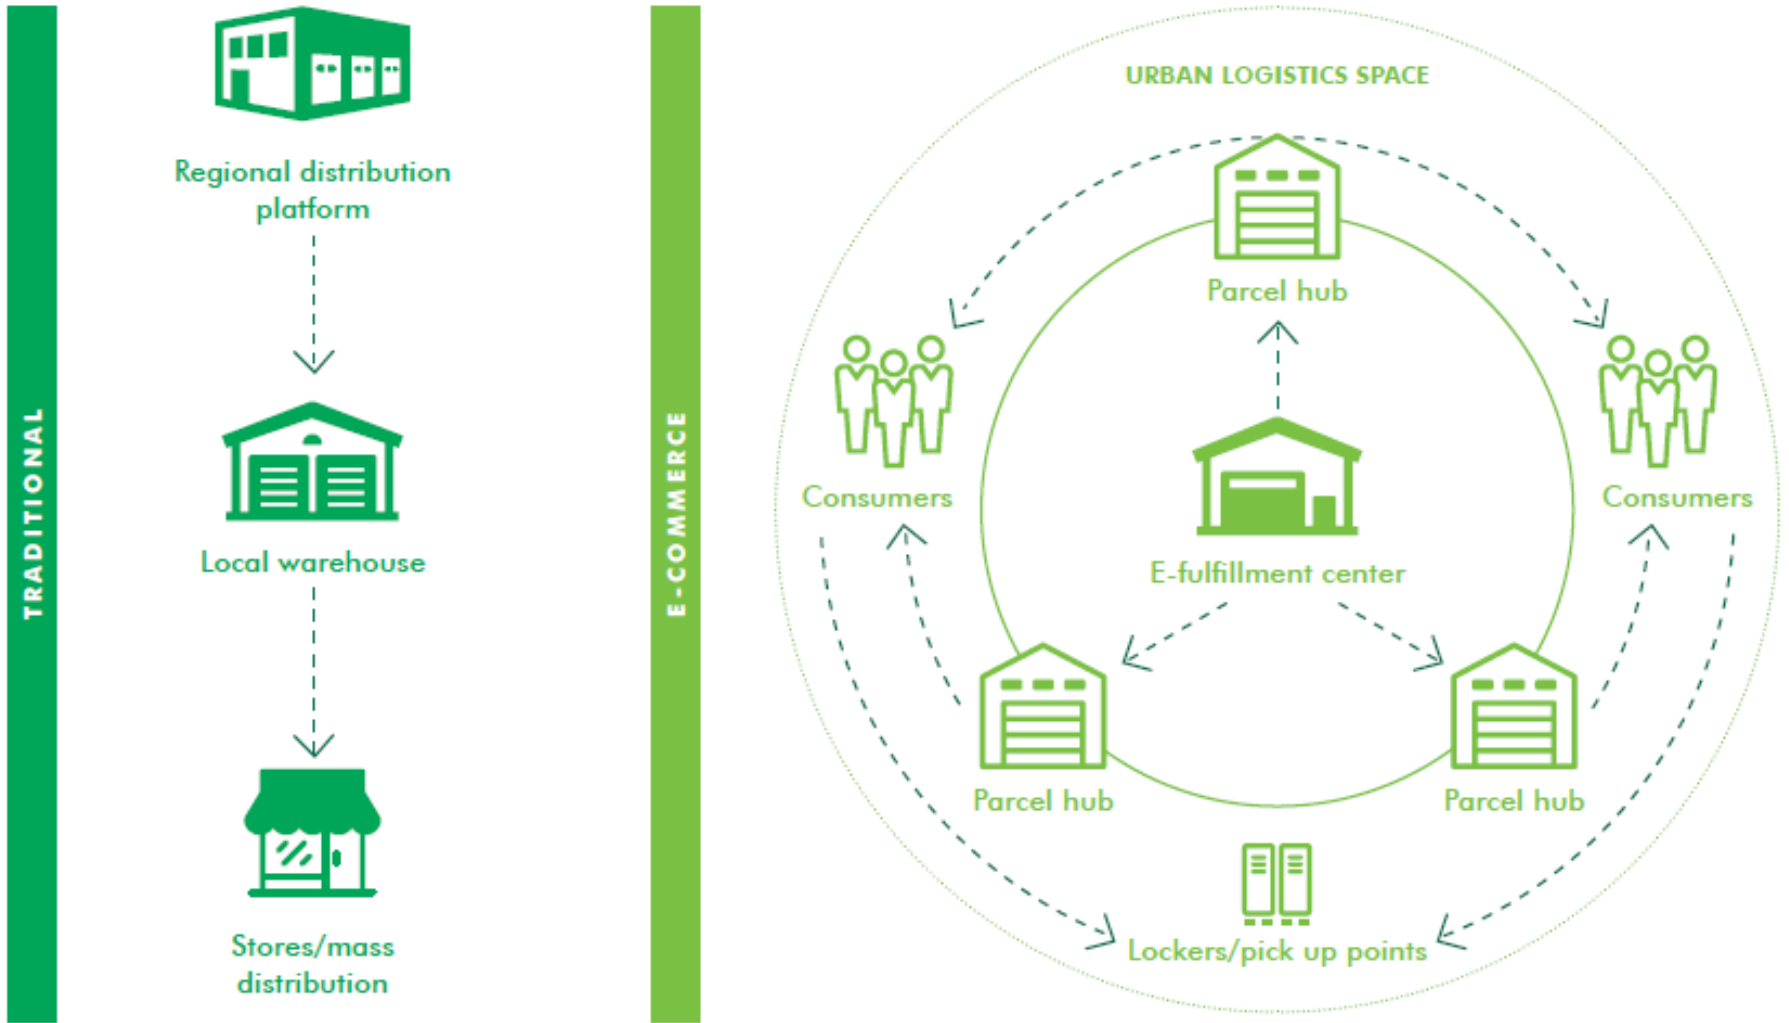 TRADITIONAL
Regional distribution
platform
Local warehouse
Stores/mass
distribution
E-COMMERCE
URBAN LOGISTICS SPACE
Parcel hub
Consumers
Consumers
E-fulfillment center
Parcel hub
Parcel hub
Lockers/pick up points